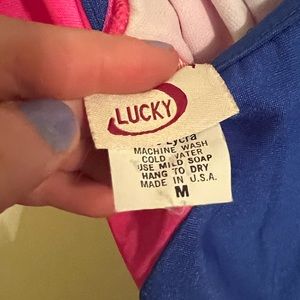 LUCKY
Lycra
MACHINE WASH
COLD WATER
USE MILD SOAP
HANG TO DRY
MADE IN U.S.A.
M